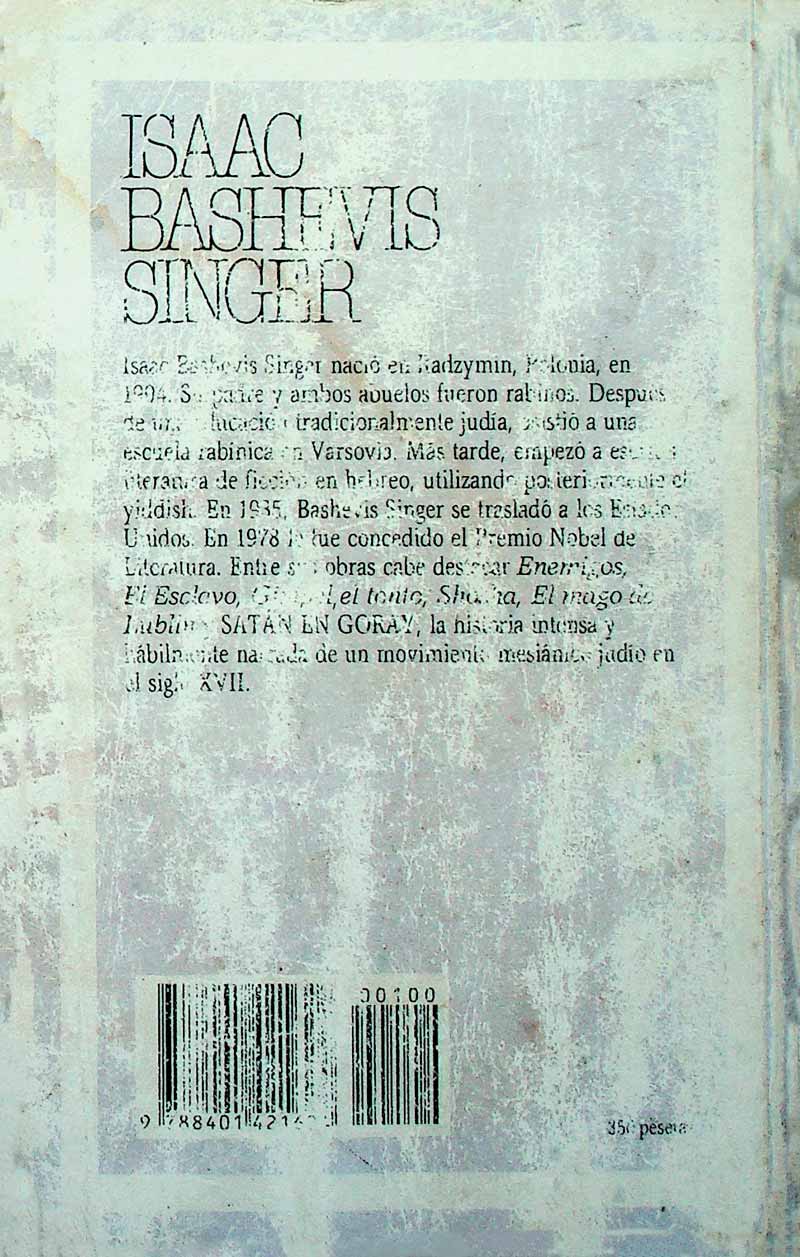 ISAAC
BASHEVIS
SINGER
Isaac Bashevis Singer nació en Radzymin, Polonia, en
1904. Su padre y ambos abuelos fueron rabinos. Después
de una educación tradicionalmente judía, asistió a una
escuela rabínica en Varsovia. Más tarde, empezó a
literatura de ficción en hebreo, utilizando posteriormente el
yiddish. En 1935, Bashevis Singer se trasladó a los Estados
Unidos. En 1978 le fue concedido el Premio Nobel de
Literatura. Entre sus obras cabe destacar Enemigos,
El Esclavo, Gimpel, el tonto, Shosha, El mago de
Lublin y SATÁN EN GORAY, la historia intensa y
hábilmente narrada de un movimiento mesiánico judío en
el siglo XVII.
00100
pesetas